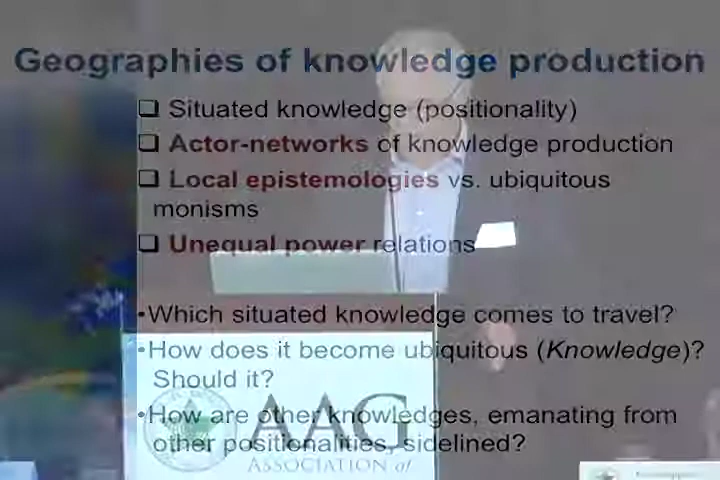 Geographies of knowledge production
❑ Situated knowledge (positionality)
❑ Actor-networks of knowledge production
❑ Local epistemologies vs. ubiquitous
monisms
❑ Unequal power relations
•Which situated knowledge comes to travel?
•How does it become ubiquitous (Knowledge)?
Should it?
•How are other knowledges, emanating from
other positionalities, sidelined?
AAG
ASSOCIATION of